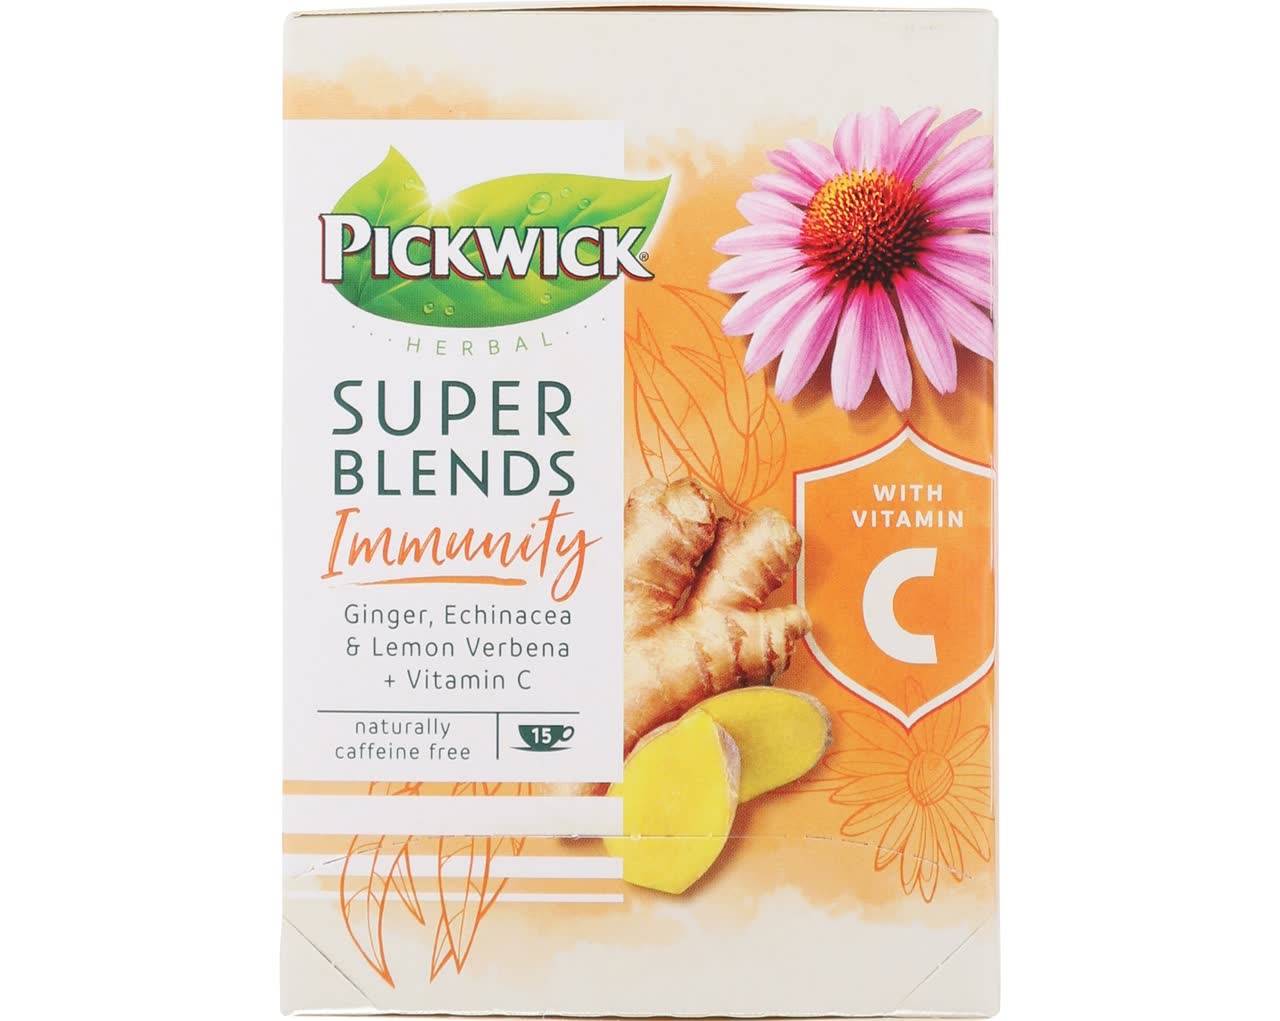 PICKWICK®
HERBAL
SUPER
BLENDS
Immunity
Ginger, Echinacea
& Lemon Verbena
+ Vitamin C
naturally
caffeine free
15
WITH
VITAMIN
C